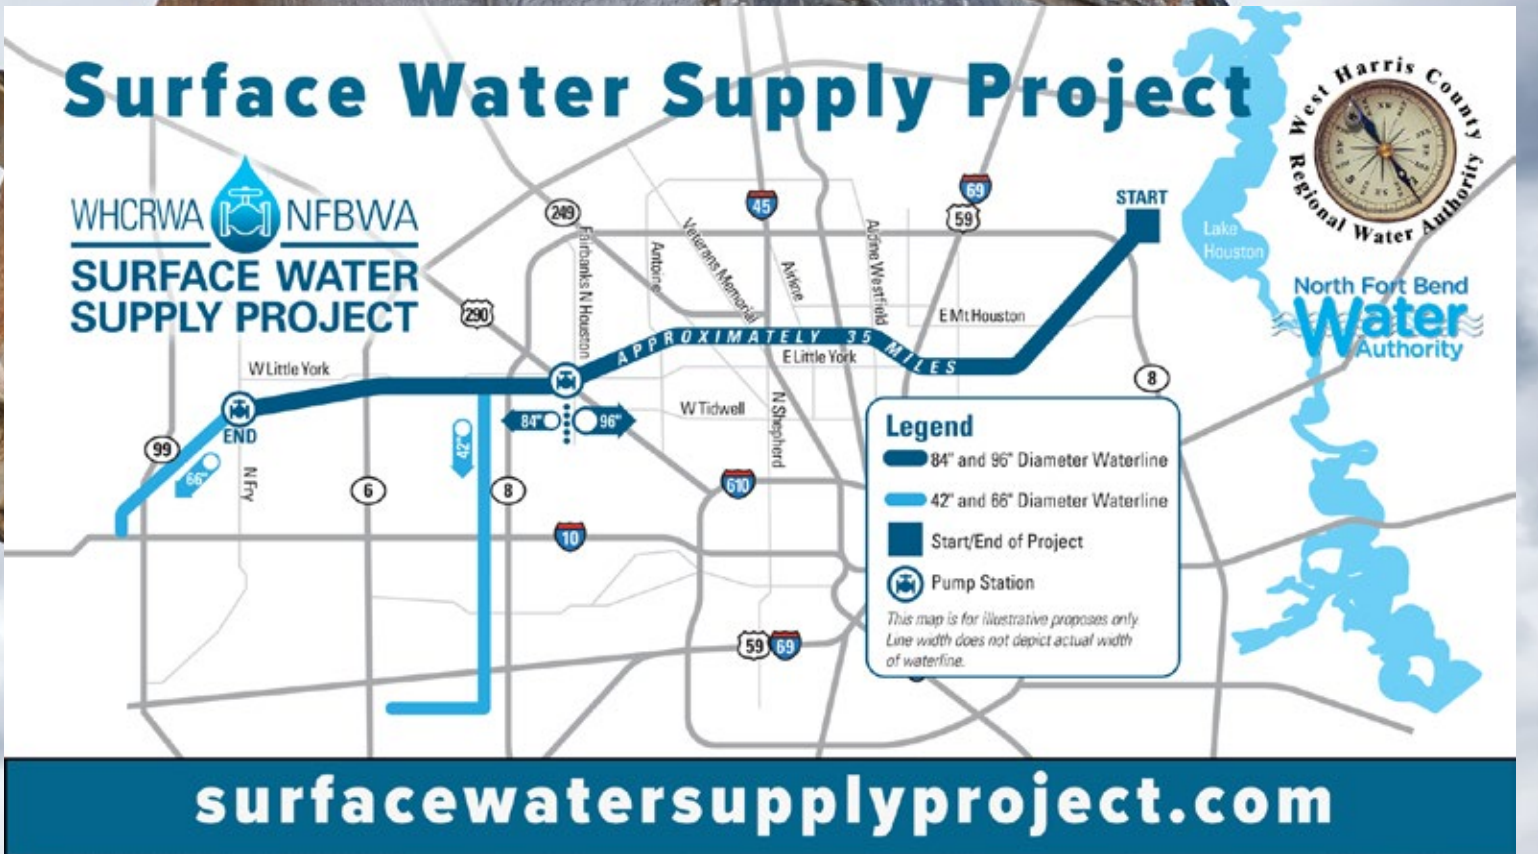 Surface Water Supply Project
West Harris County
Regional Water Authority
WHCRWA NFBWA
SURFACE WATER
SUPPLY PROJECT
North Fort Bend
Water
Authority
START
Lake
Houston
69
59
45
249
290
Fairbanks N Houston
Antoine
Veterans Memorial
Airline
Aldine Westfield
E Mt Houston
APPROXIMATELY 35 MILES
E Little York
W Little York
END
84"
96"
W Tidwell
N Shepherd
8
99
66"
N Fry
6
42"
8
610
10
59
69
Legend
84" and 96" Diameter Waterline
42" and 66" Diameter Waterline
Start/End of Project
Pump Station
This map is for illustrative proposes only.
Line width does not depict actual width
of waterline.
surfacewatersupplyproject.com